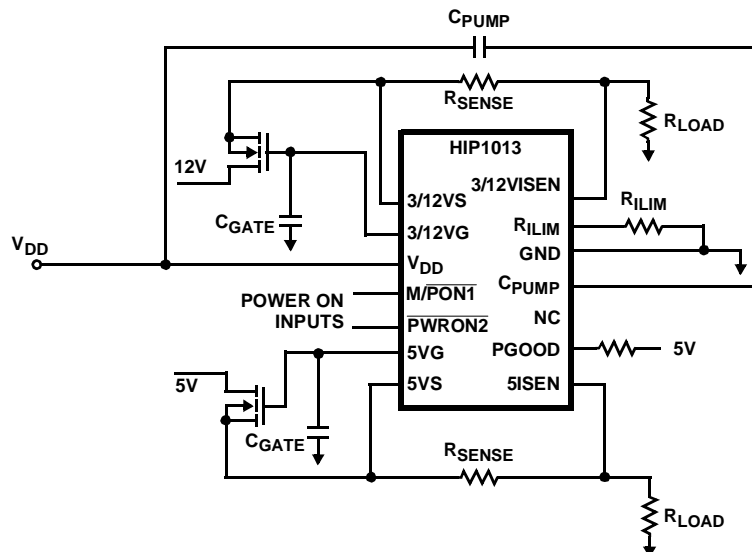 CPUMP
RSENSE
RLOAD
HIP1013
12V
3/12VISEN
3/12VS
RILIM
CGATE
3/12VG
RILIM
GND
VDD
VDD
CPUMP
POWER ON
INPUTS
M/PON1
NC
PWRON2
5VG
PGOOD
5V
5V
5VS
5ISEN
CGATE
RSENSE
RLOAD